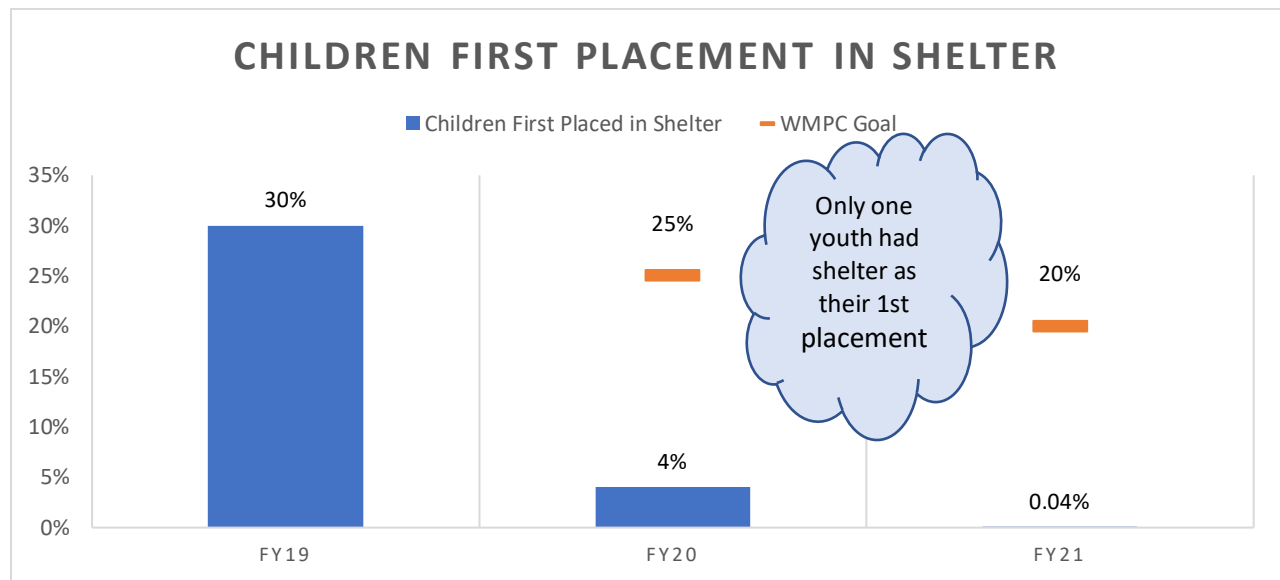 CHILDREN FIRST PLACEMENT IN SHELTER
Children First Placed in Shelter
WMPC Goal
35%
30%
25%
20%
15%
10%
5%
0%
30%
25%
4%
20%
0.04%
Only one
youth had
shelter as
their 1st
placement
FY19
FY20
FY21